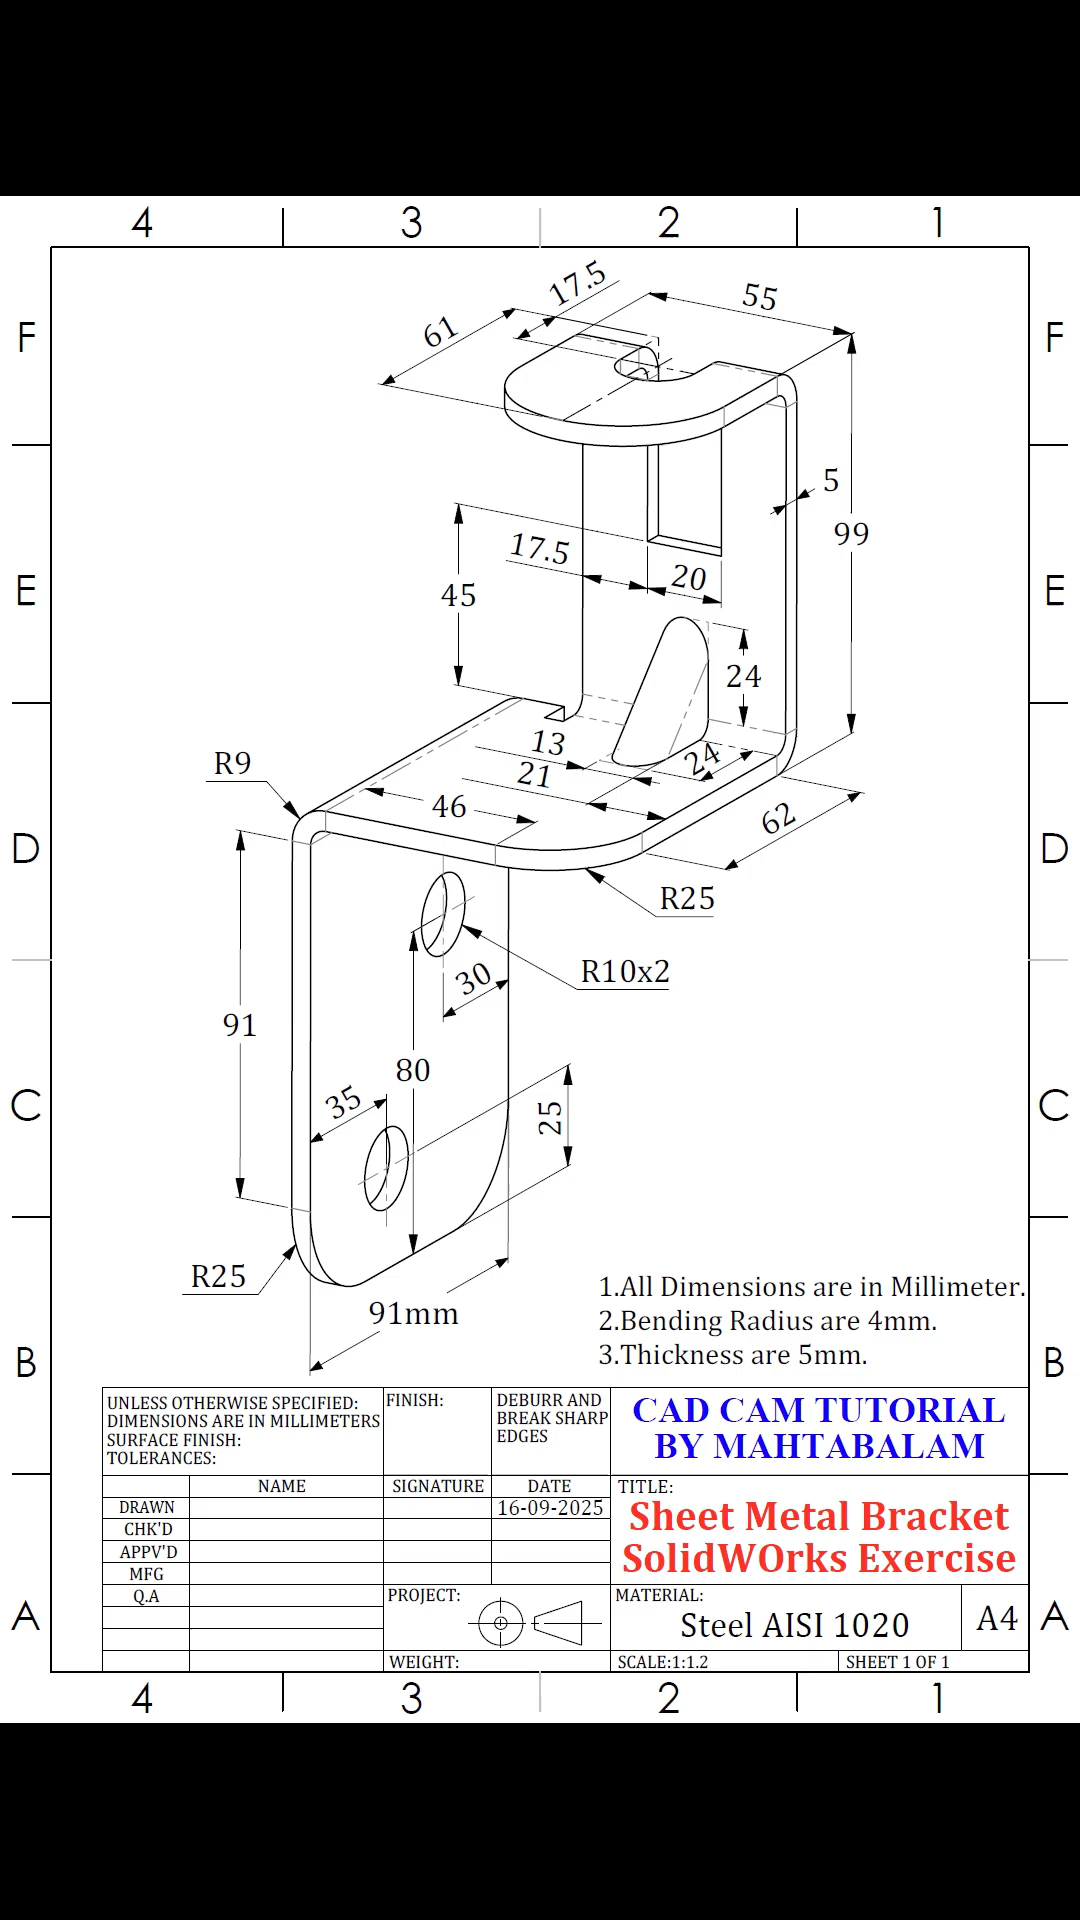 4 3 2 1
F F
E E
D D
C C
B B
A A
17.5
55
61
5
99
45
17.5
20
24
13
21
24
46
62
R9
R25
R10x2
30
91
80
35
25
R25
91mm
1.All Dimensions are in Millimeter.
2.Bending Radius are 4mm.
3.Thickness are 5mm.
UNLESS OTHERWISE SPECIFIED:
DIMENSIONS ARE IN MILLIMETERS
SURFACE FINISH:
TOLERANCES:
FINISH:
DEBURR AND
BREAK SHARP
EDGES
CAD CAM TUTORIAL
BY MAHTABALAM
NAME SIGNATURE DATE
DRAWN 16-09-2025
CHK'D
APPV'D
MFG
Q.A
TITLE:
Sheet Metal Bracket
SolidWOrks Exercise
PROJECT:
MATERIAL:
Steel AISI 1020
A4
WEIGHT:
SCALE:1:1.2
SHEET 1 OF 1
4 3 2 1